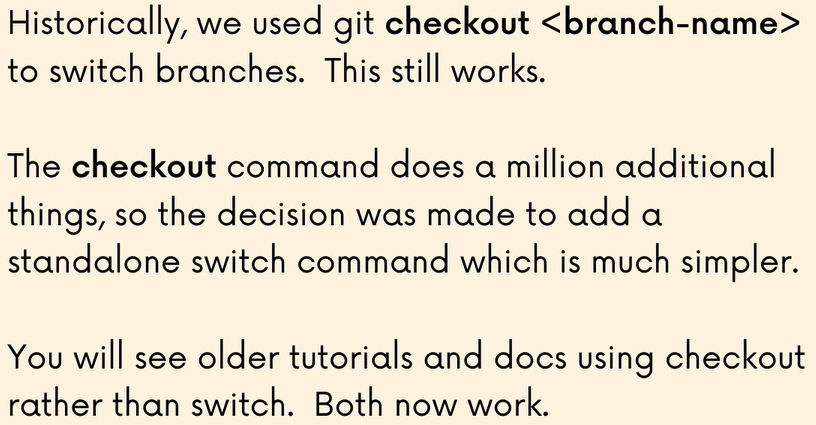 Historically, we used git checkout <branch-name>
to switch branches.  This still works.
The checkout command does a million additional
things, so the decision was made to add a
standalone switch command which is much simpler.
You will see older tutorials and docs using checkout
rather than switch.  Both now work.